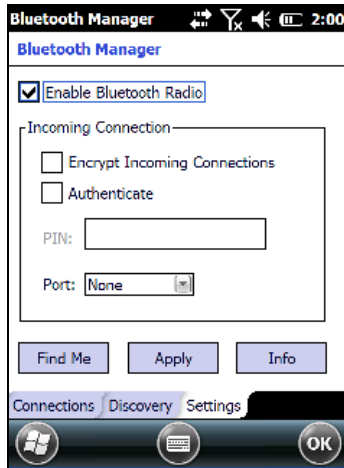 Bluetooth Manager 2:00
Bluetooth Manager
Enable Bluetooth Radio
Incoming Connection
Encrypt Incoming Connections
Authenticate
PIN:
Port: None
Find Me Apply Info
Connections Discovery Settings
OK